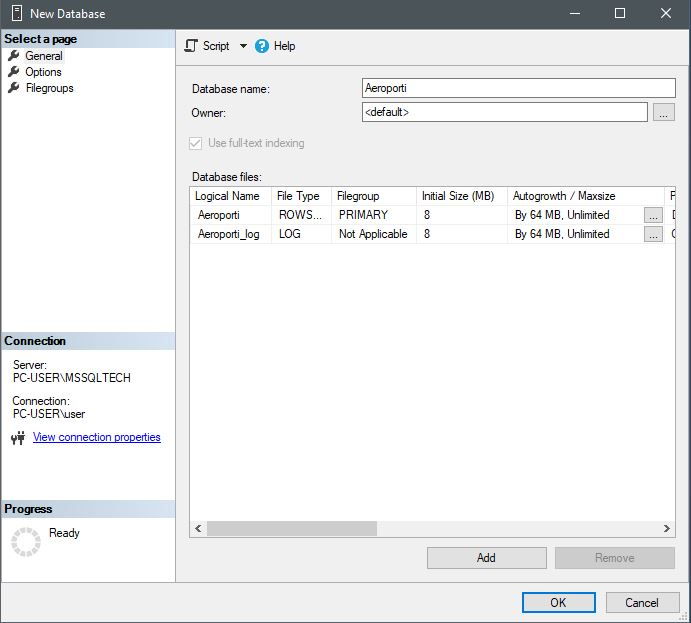 New Database
Select a page
General
Options
Filegroups
Script
Help
Database name: Aeroporti
Owner: <default> ...
Use full-text indexing
Database files:
Logical Name File Type Filegroup Initial Size (MB) Autogrowth / Maxsize
Aeroporti ROWS... PRIMARY 8 By 64 MB, Unlimited ...
Aeroporti_log LOG Not Applicable 8 By 64 MB, Unlimited ...
Connection
Server:
PC-USER\MSSQLTECH
Connection:
PC-USER\user
View connection properties
Progress
Ready
Add Remove
OK Cancel